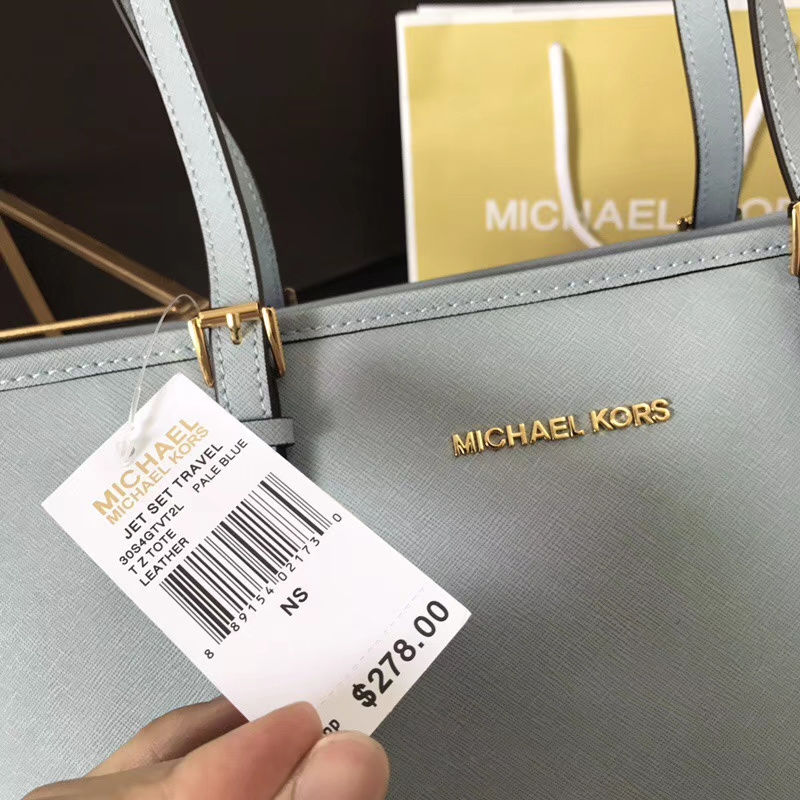 MICHAEL KORS
MICHAEL KORS
MICHAEL
MICHAEL KORS
JET SET TRAVEL
30S4GTVT2L PALE BLUE
T Z TOTE
LEATHER
8 89154 02173 0
NS
$278.00